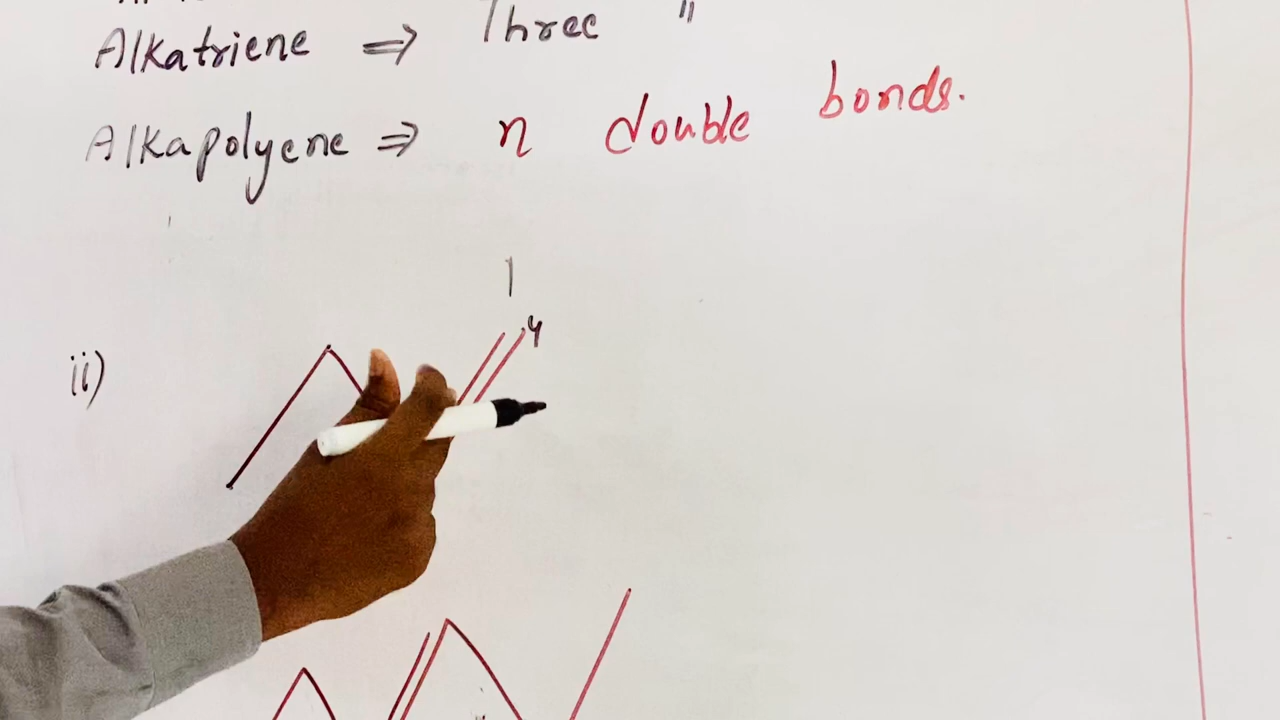 Alkatriene ⇒ Three "
Alkapolyene ⇒ n double bonds.
1
ii) 4